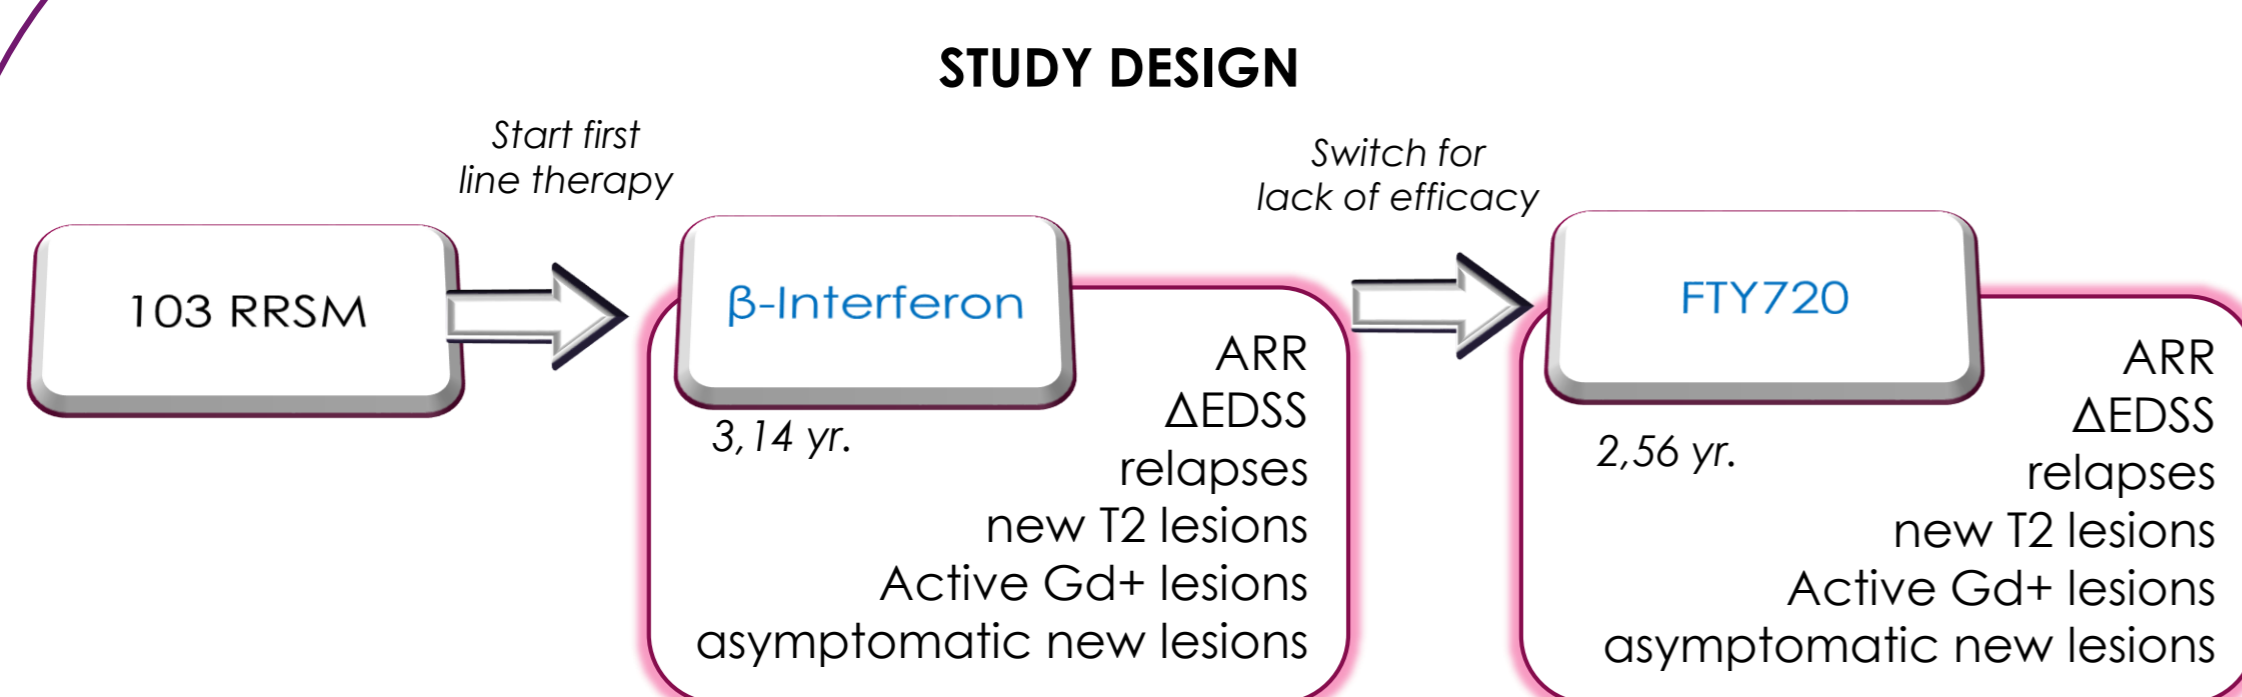 STUDY DESIGN
Start first
line therapy
Switch for
lack of efficacy
103 RRSM
β-Interferon
3,14 yr.
ARR
ΔEDSS
relapses
new T2 lesions
Active Gd+ lesions
asymptomatic new lesions
FTY720
2,56 yr.
ARR
ΔEDSS
relapses
new T2 lesions
Active Gd+ lesions
asymptomatic new lesions